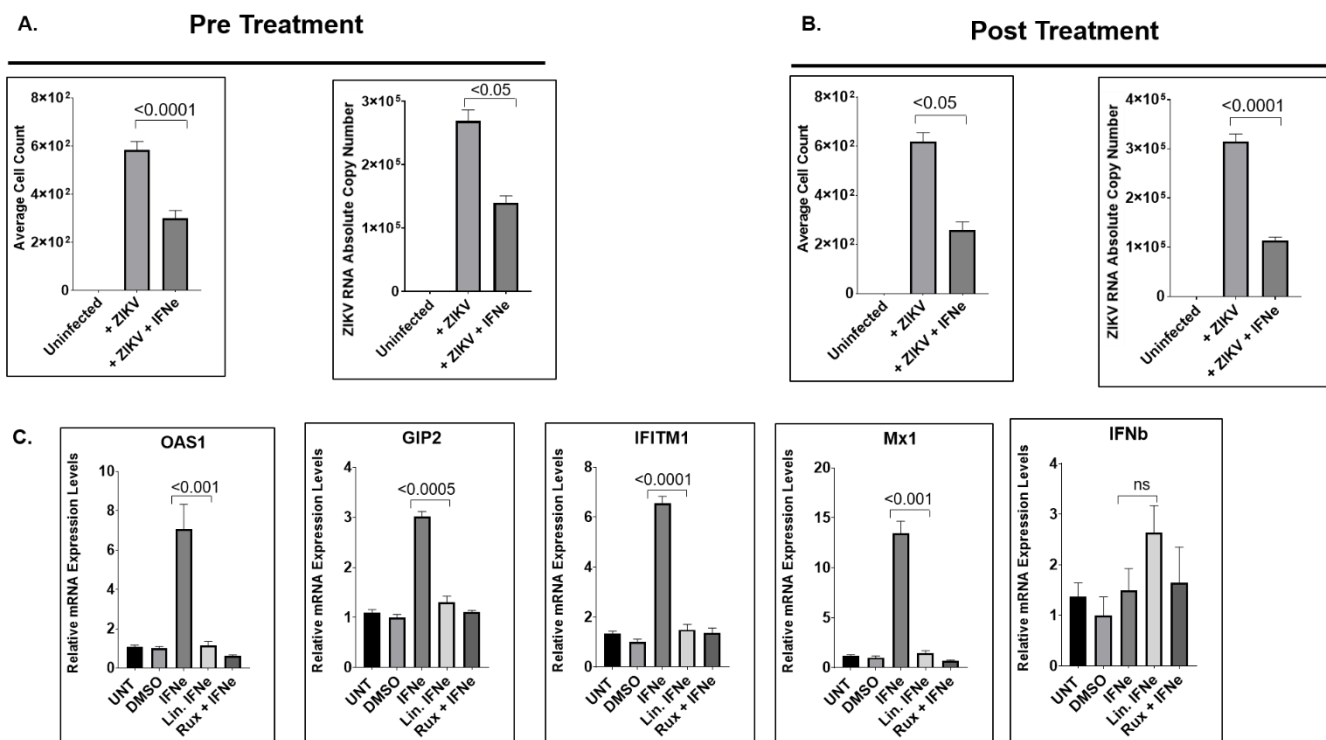 A.
Pre Treatment
B.
Post Treatment
Average Cell Count
8×10²
6×10²
4×10²
2×10²
0
<0.0001
Uninfected
+ ZIKV
+ ZIKV + IFNe
ZIKV RNA Absolute Copy Number
3×10⁵
2×10⁵
1×10⁵
0
<0.05
Uninfected
+ ZIKV
+ ZIKV + IFNe
Average Cell Count
8×10²
6×10²
4×10²
2×10²
0
<0.05
Uninfected
+ ZIKV
+ ZIKV + IFNe
ZIKV RNA Absolute Copy Number
4×10⁵
3×10⁵
2×10⁵
1×10⁵
0
<0.0001
Uninfected
+ ZIKV
+ ZIKV + IFNe
C.
OAS1
Relative mRNA Expression Levels
10
8
6
4
2
0
<0.001
UNT
DMSO
IFNe
Lin. IFNe
Rux + IFNe
GIP2
Relative mRNA Expression Levels
4
3
2
1
0
<0.0005
UNT
DMSO
IFNe
Lin. IFNe
Rux + IFNe
IFITM1
Relative mRNA Expression Levels
8
6
4
2
0
<0.0001
UNT
DMSO
IFNe
Lin. IFNe
Rux + IFNe
Mx1
Relative mRNA Expression Levels
20
15
10
5
0
<0.001
UNT
DMSO
IFNe
Lin. IFNe
Rux + IFNe
IFNb
Relative mRNA Expression Levels
4
3
2
1
0
ns
UNT
DMSO
IFNe
Lin. IFNe
Rux + IFNe